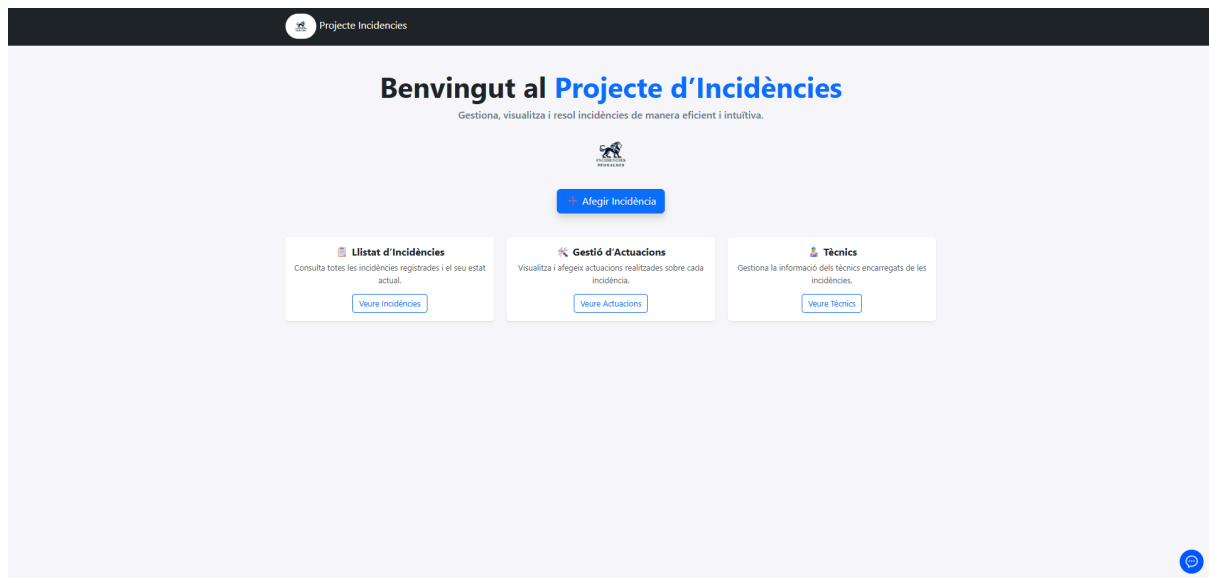 Projecte Incidencies
Benvingut al Projecte d'Incidències
Gestiona, visualitza i resol incidències de manera eficient i intuïtiva.
INCIDENCIES
PEDRALBES
Afegir Incidència
Llistat d'Incidències
Consulta totes les incidències registrades i el seu estat
actual.
Veure Incidències
Gestió d'Actuacions
Visualitza i afegeix actuacions realitzades sobre cada
incidència.
Veure Actuacions
Tècnics
Gestiona la informació dels tècnics encarregats de les
incidències.
Veure Tècnics